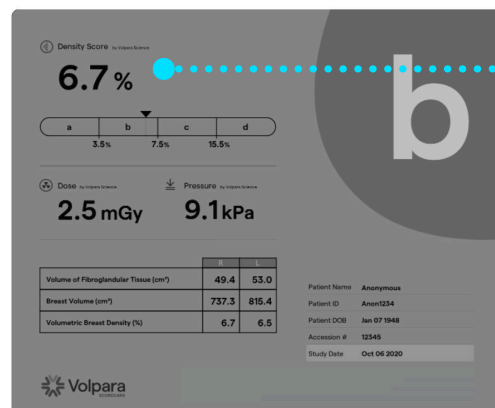 Density Score by Volpara Science
6.7 %
b
a b c d
3.5% 7.5% 15.5%
Dose by Volpara Science
Pressure by Volpara Science
2.5 mGy
9.1 kPa
R L
Volume of Fibroglandular Tissue (cm³) 49.4 53.0
Breast Volume (cm³) 737.3 815.4
Volumetric Breast Density (%) 6.7 6.5
Patient Name Anonymous
Patient ID Anon1234
Patient DOB Jan 07 1948
Accession # 12345
Study Date Oct 06 2020
Volpara
SCORECARD